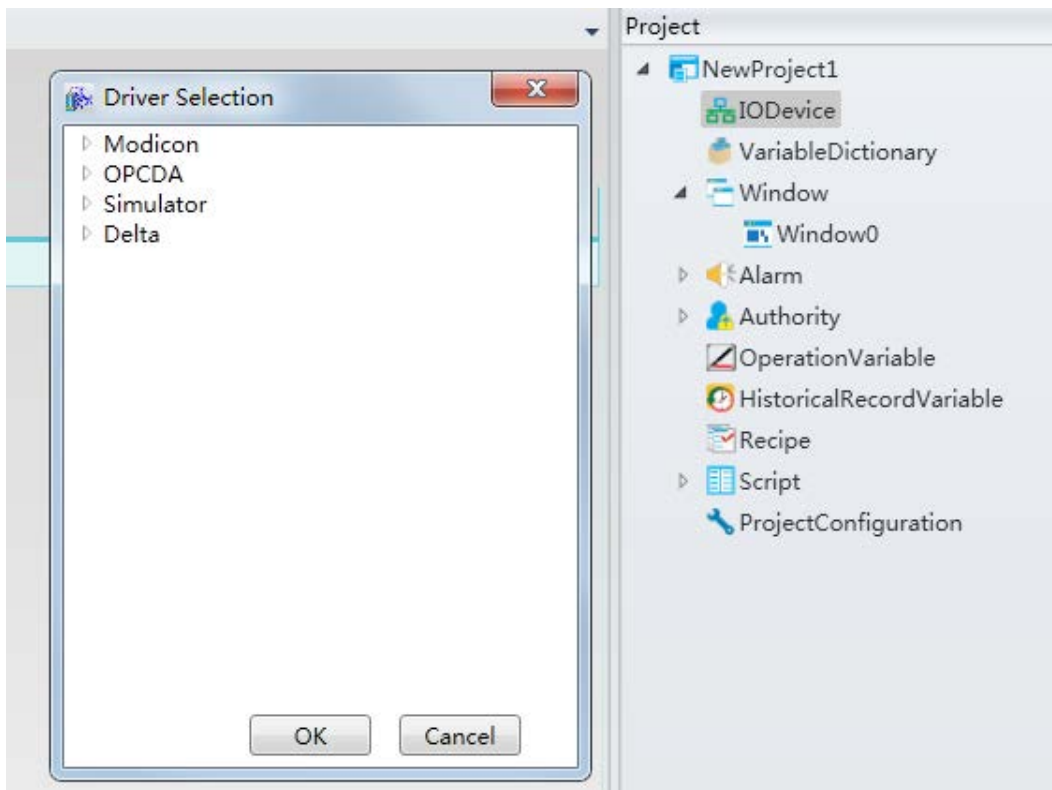 Driver Selection
Modicon
OPCDA
Simulator
Delta
OK
Cancel
Project
NewProject1
IODevice
VariableDictionary
Window
Window0
Alarm
Authority
OperationVariable
HistoricalRecordVariable
Recipe
Script
ProjectConfiguration